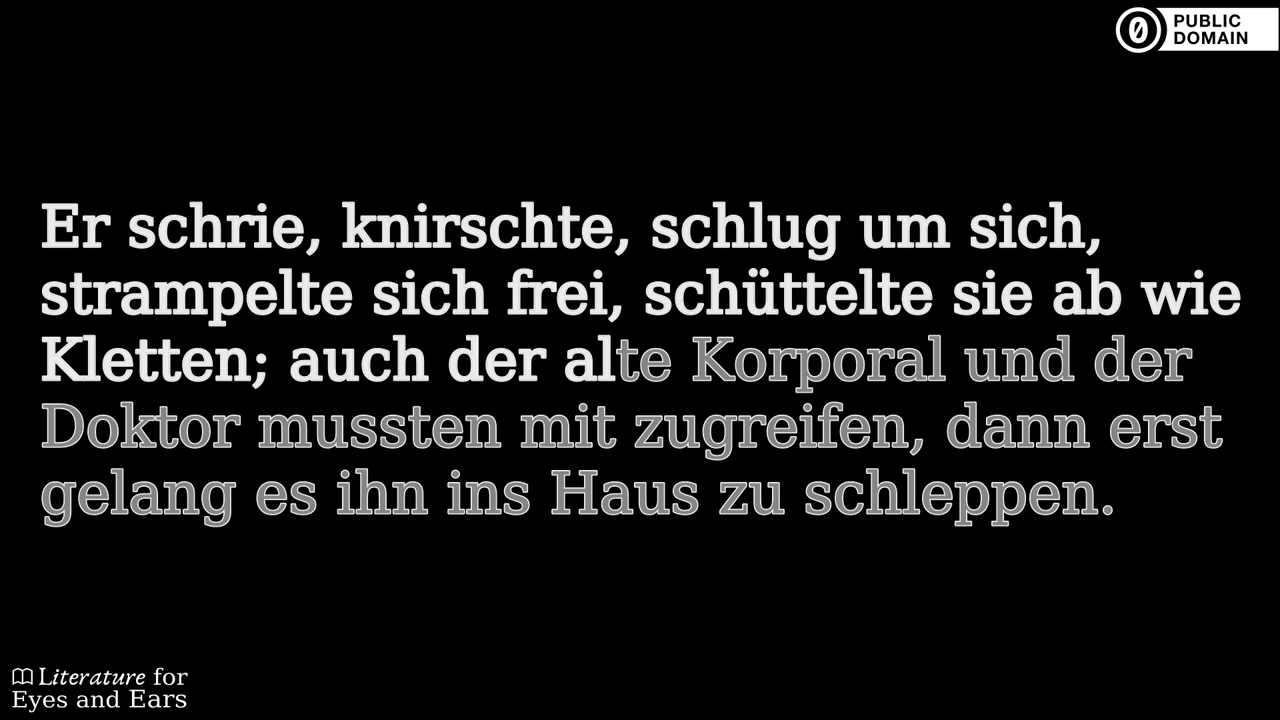 PUBLIC
DOMAIN
Er schrie, knirschte, schlug um sich,
strampelte sich frei, schüttelte sie ab wie
Kletten; auch der alte Korporal und der
Doktor mussten mit zugreifen, dann erst
gelang es ihn ins Haus zu schleppen.
Literature for
Eyes and Ears